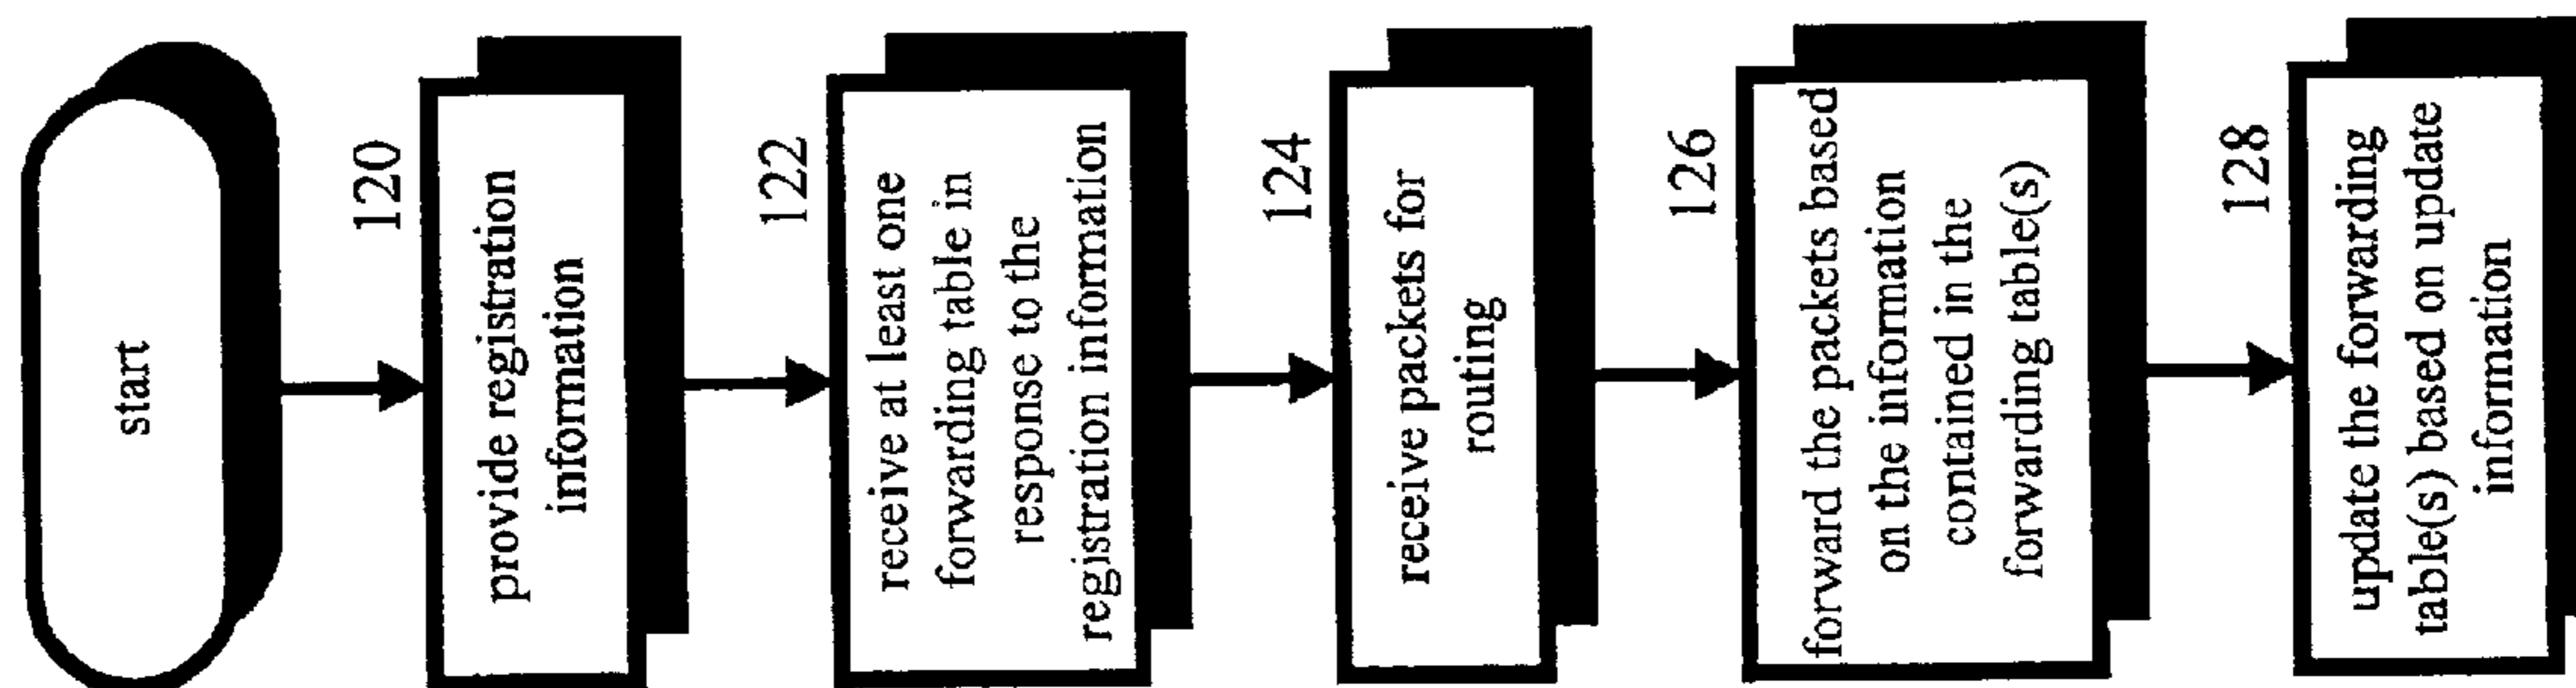 start
120
provide registration
information
122
receive at least one
forwarding table in
response to the
registration information
124
receive packets for
routing
126
forward the packets based
on the information
contained in the
forwarding table(s)
128
update the forwarding
table(s) based on update
information